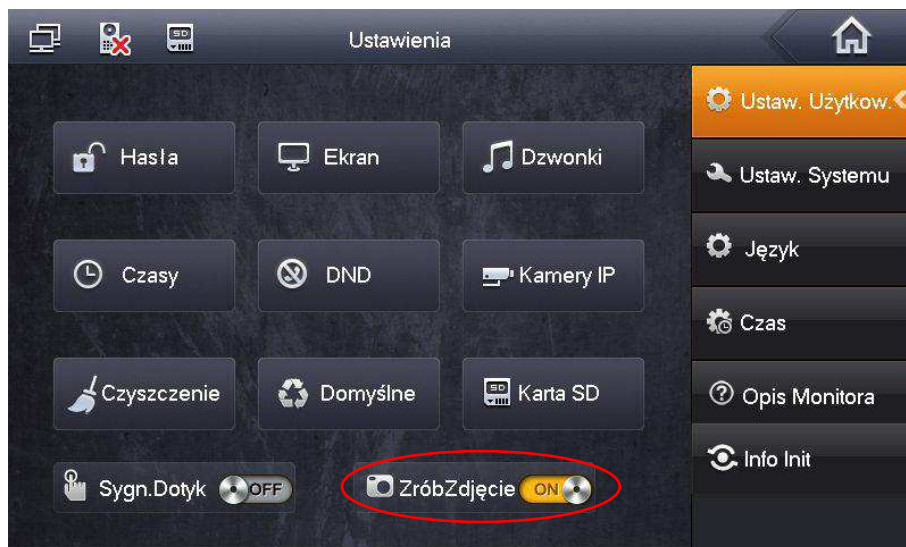 Ustawienia
Ustaw. Użytkow.
Hasła Ekran Dzwonki
Ustaw. Systemu
Język
Czasy DND Kamery IP
Czas
Czyszczenie Domyślne Karta SD
Opis Monitora
Info Init
Sygn.Dotyk OFF ZróbZdjęcie ON